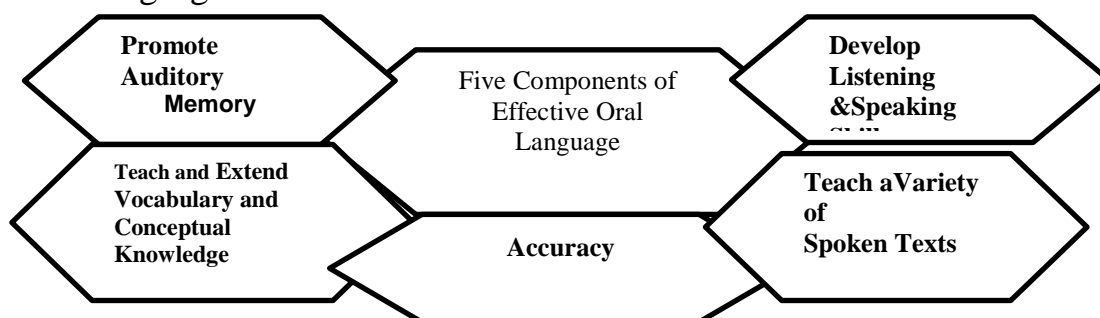 Promote
Auditory
Memory
Five Components of
Effective Oral
Language
Develop
Listening
&Speaking
Teach and Extend
Vocabulary and
Conceptual
Knowledge
Accuracy
Teach aVariety
of
Spoken Texts